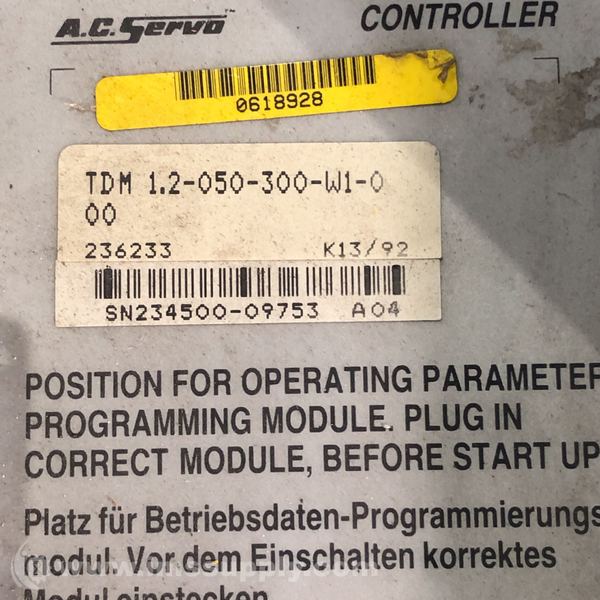 A.C. Servo CONTROLLER
0618928
TDM 1.2-050-300-W1-0
00
236233 K13/92
SN234500-09753 A04
POSITION FOR OPERATING PARAMETER
PROGRAMMING MODULE. PLUG IN
CORRECT MODULE, BEFORE START UP
Platz für Betriebsdaten-Programmierungs
modul. Vor dem Einschalten korrektes
Modul einstecken